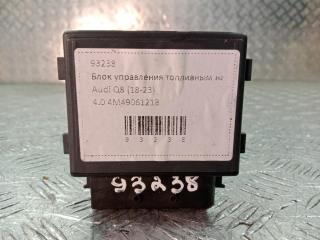 93238
Блок управления топливным на
Audi Q8 (18-23)
4.0 4M4906121B
9 3 2 3 8
93238